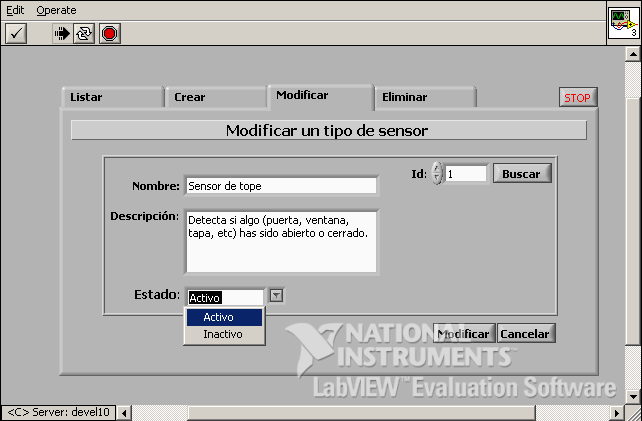 Edit Operate
3
Listar Crear Modificar Eliminar STOP
Modificar un tipo de sensor
Id: 1 Buscar
Nombre: Sensor de tope
Descripción: Detecta si algo (puerta, ventana,
tapa, etc) has sido abierto o cerrado.
Estado: Activo
Activo
Inactivo
Modificar Cancelar
NATIONAL
INSTRUMENTS™
LabVIEW™ Evaluation Software
<C> Server: devel10